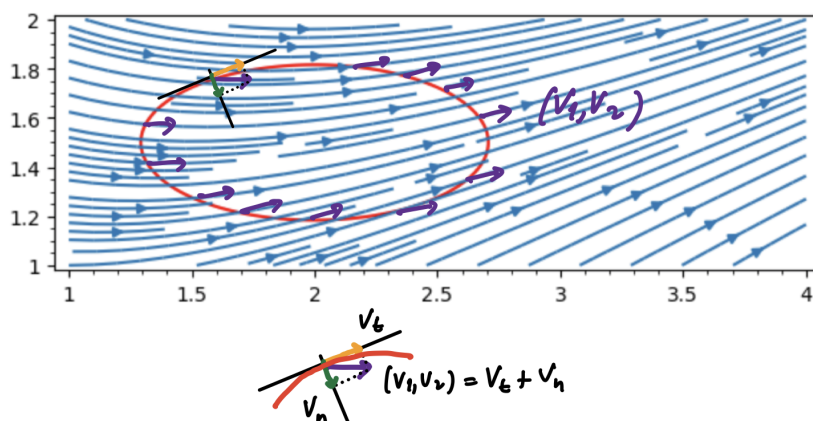 2
1.8
1.6
1.4
1.2
1
1 1.5 2 2.5 3 3.5 4
(V₁, V₂)
Vt
(V₁, V₂) = Vt + Vn
Vn